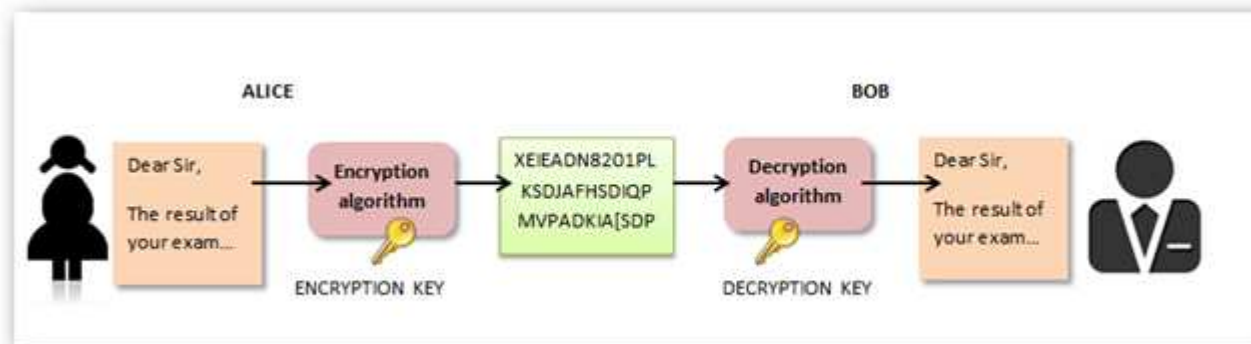 ALICE
BOB
Dear Sir,
The result of
your exam...
Encryption
algorithm
ENCRYPTION KEY
XEIEADN8201PL
KSDJAFHSDIQP
MVPADKIA[SDP
Decryption
algorithm
DECRYPTION KEY
Dear Sir,
The result of
your exam...